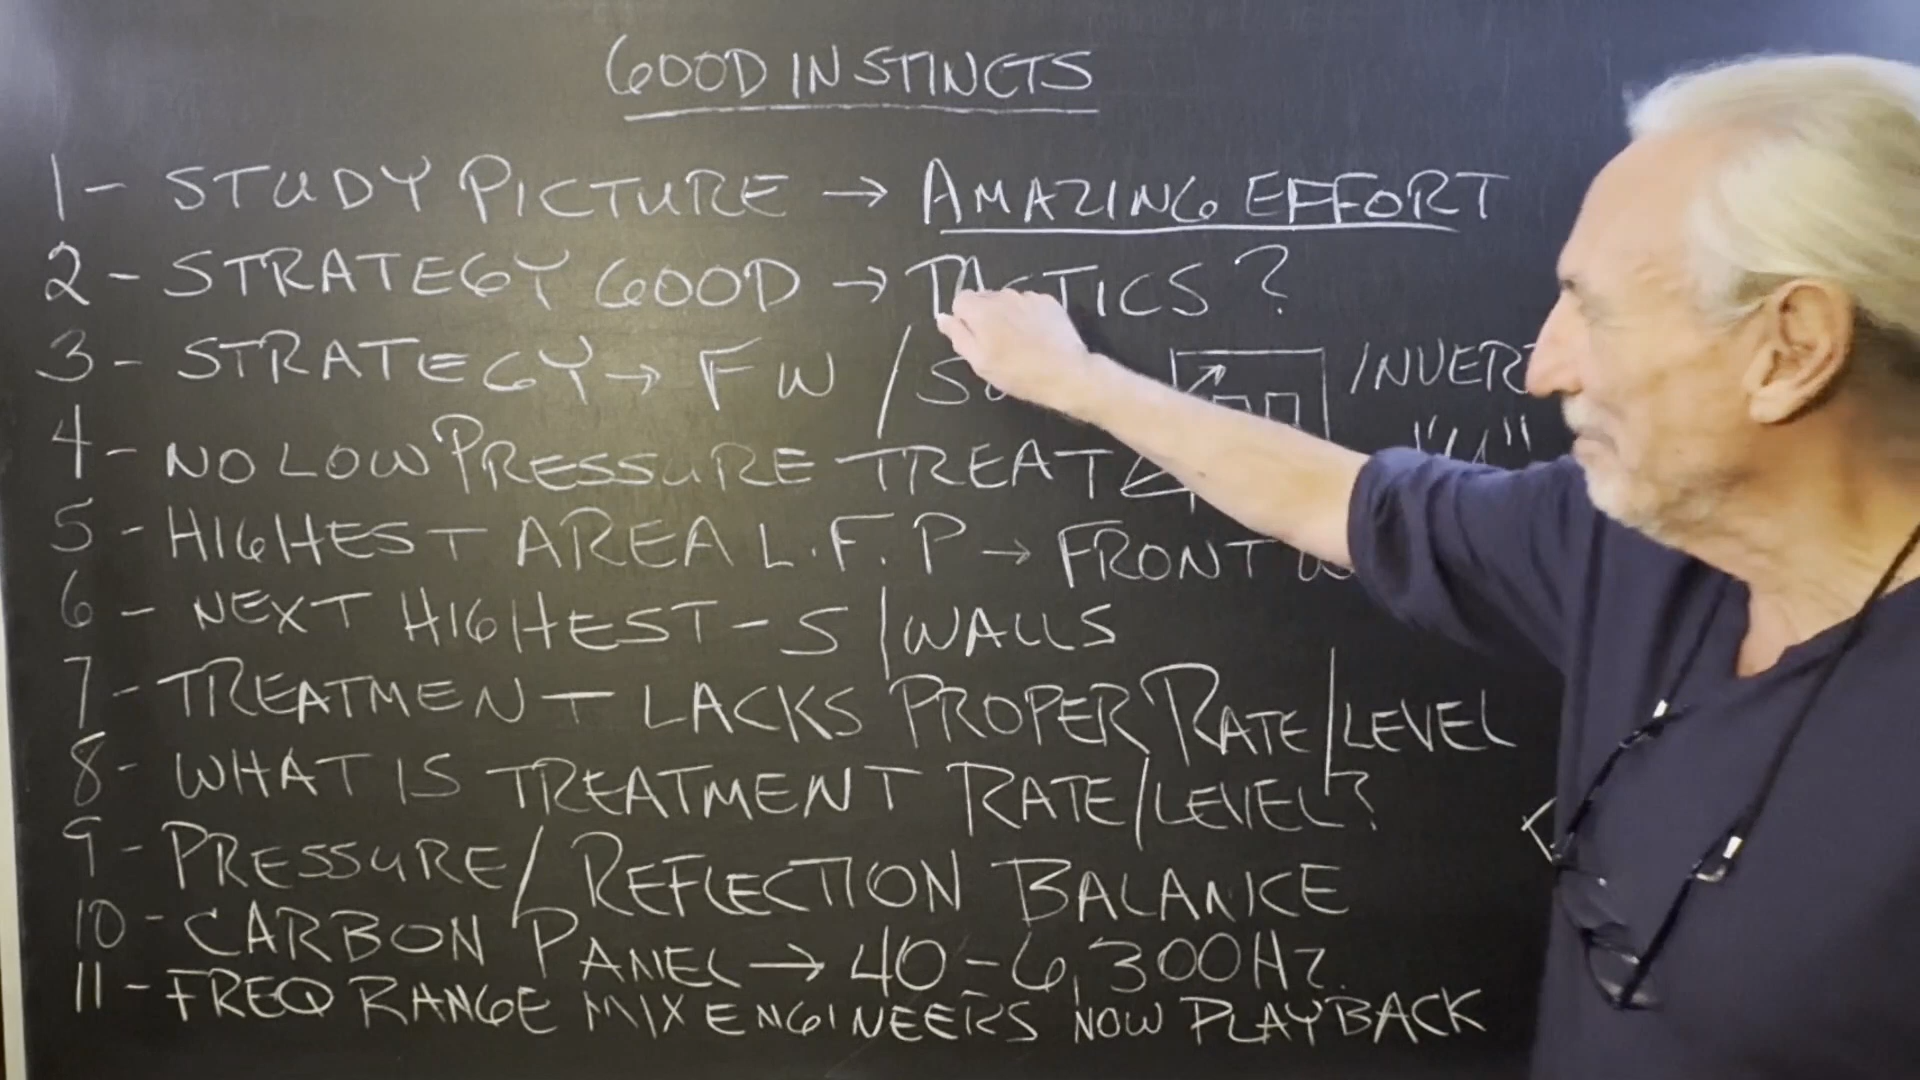 GOOD INSTINCTS
1 - STUDY PICTURE → AMAZING EFFORT
2 - STRATEGY GOOD → TACTICS ?
3 - STRATEGY → FW /
INVERT
"U"
4 - NO LOW PRESSURE TREAT
5 - HIGHEST AREA L.F.P → FRONT
6 - NEXT HIGHEST - S/WALLS
7 - TREATMENT LACKS PROPER RATE/LEVEL
8 - WHAT IS TREATMENT RATE/LEVEL?
9 - PRESSURE/REFLECTION BALANCE
10 - CARBON PANEL → 40-6,300HZ.
11 - FREQ RANGE MIX ENGINEERS NOW PLAYBACK